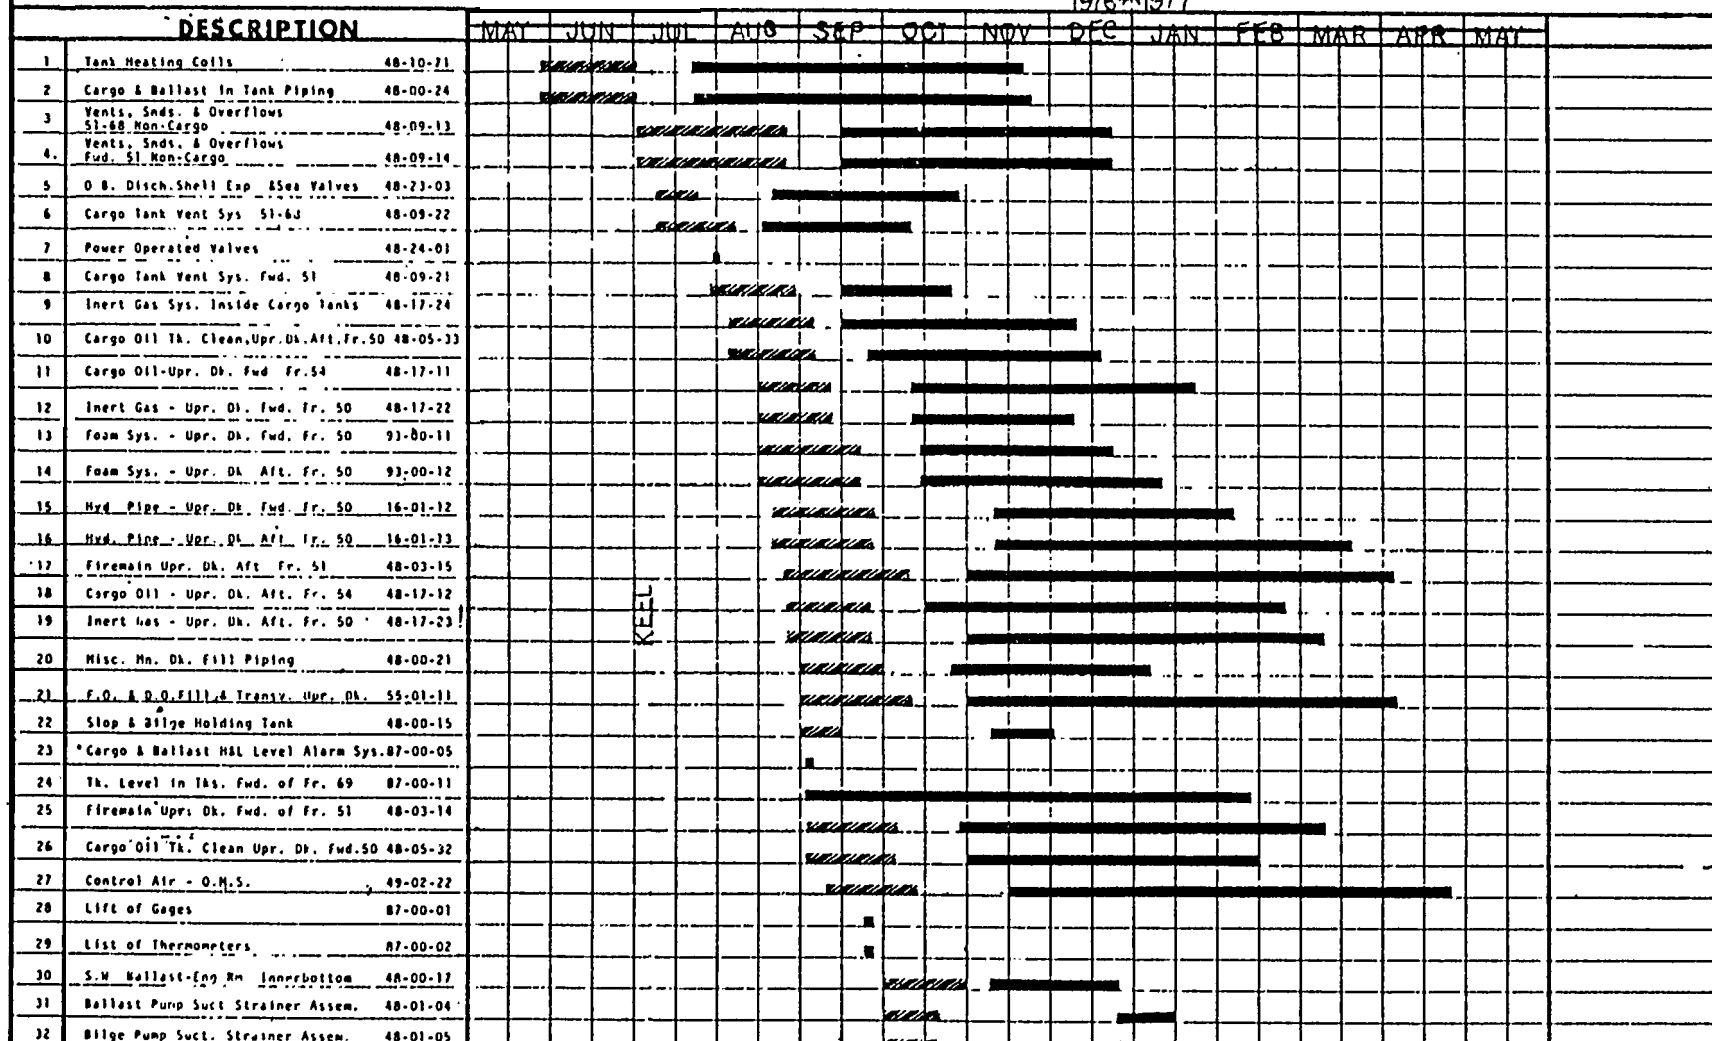 1976 1977
DESCRIPTION MAY JUN JUL AUG SEP OCT NOV DEC JAN FEB MAR APR MAY
1 Tank Heating Coils 48-10-21
2 Cargo & Ballast in Tank Piping 48-00-24
3 Vents, Snds. & Overflows
51-68 Non-Cargo 48-09-13
4. Vents, Snds. & Overflows
Fwd. 51 Non-Cargo 48-09-14
5 O B. Disch.Shell Exp &Sea Valves 48-23-03
6 Cargo Tank Vent Sys 51-63 48-09-22
7 Power Operated Valves 48-24-01
8 Cargo Tank Vent Sys. Fwd. 51 48-09-21
9 Inert Gas Sys. Inside Cargo Tanks 48-17-24
10 Cargo Oil Tk. Clean,Upr.Dk.Aft.Fr.50 48-05-33
11 Cargo Oil-Upr. Dk. Fwd Fr.54 48-17-11
12 Inert Gas - Upr. Dk. Fwd. Fr. 50 48-17-22
13 Foam Sys. - Upr. Dk. Fwd. Fr. 50 93-00-11
14 Foam Sys. - Upr. Dk Aft. Fr. 50 93-00-12
15 Hyd Pipe - Upr. Dk. Fwd. Fr. 50 16-01-12
16 Hyd. Pipe - Upr. Dk Aft Fr. 50 16-01-13
17 Firemain Upr. Dk. Aft Fr. 51 48-03-15
18 Cargo Oil - Upr. Dk. Aft. Fr. 54 48-17-12
19 Inert Gas - Upr. Dk. Aft. Fr. 50 48-17-23
KEEL
20 Misc. Mn. Dk. Fill Piping 48-00-21
21 F.O. & D.O.Fill,& Transv. Upr. Dk. 55-01-11
22 Slop & Bilge Holding Tank 48-00-15
23 *Cargo & Ballast H&L Level Alarm Sys.87-00-05
24 Tk. Level in Tks. Fwd. of Fr. 69 87-00-11
25 Firemain Upr. Dk. Fwd. of Fr. 51 48-03-14
26 Cargo Oil Tk. Clean Upr. Dk. Fwd.50 48-05-32
27 Control Air - O.M.S. 49-02-22
28 Lift of Gages 87-00-01
29 List of Thermometers 87-00-02
30 S.W Ballast-Eng Rm Innerbottom 48-00-17
31 Ballast Pump Suct Strainer Assem. 48-01-04
32 Bilge Pump Suct. Strainer Assem. 48-01-05